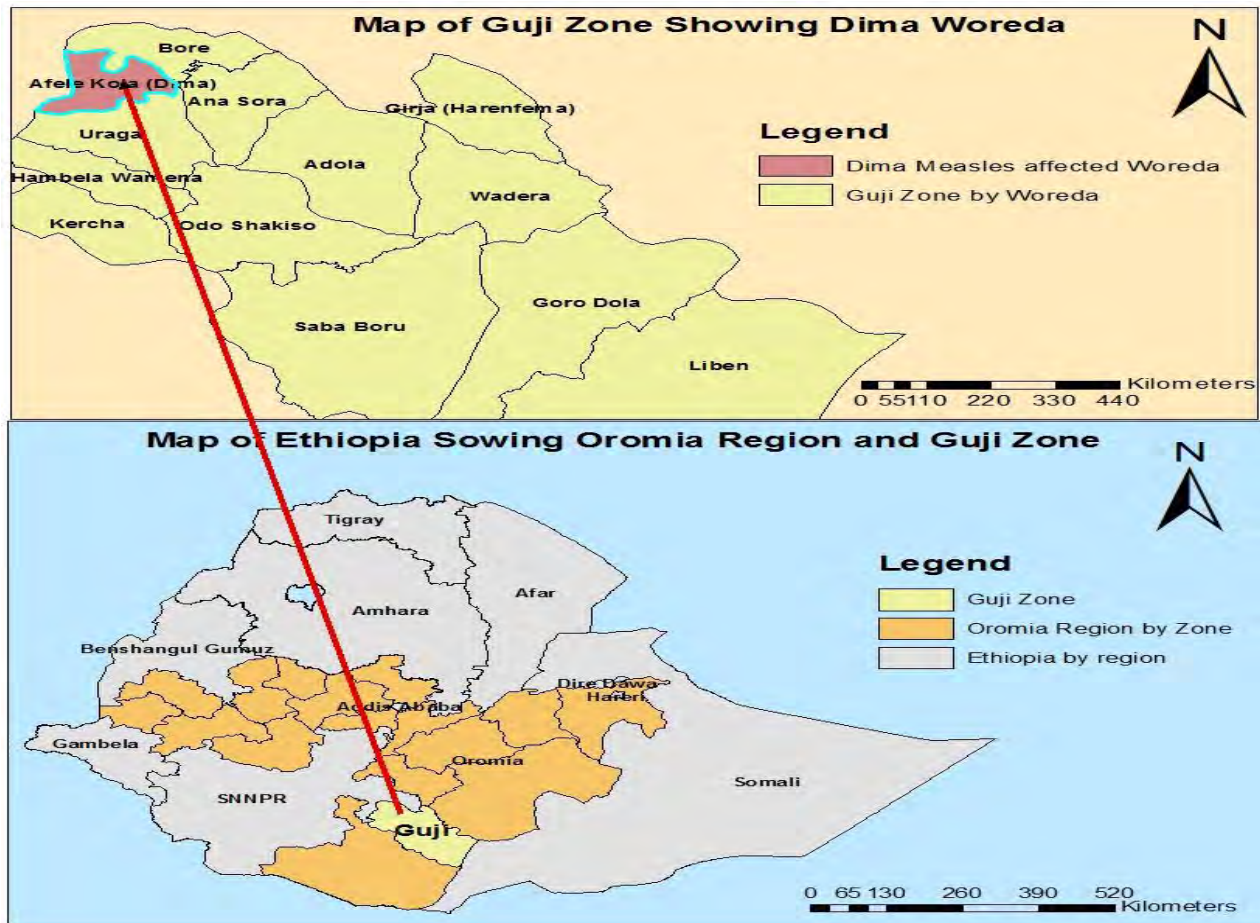 Map of Guji Zone Showing Dima Woreda
N
Bore
Afele Kola (Dima)
Ana Sora
Girja (Harenfema)
Uraga
Adola
Hambela Wamena
Wadera
Kercha
Odo Shakiso
Goro Dola
Saba Boru
Liben
Legend
Dima Measles affected Woreda
Guji Zone by Woreda
Kilometers
0 55110 220 330 440
Map of Ethiopia Sowing Oromia Region and Guji Zone
N
Tigray
Afar
Amhara
Benshangul Gumuz
Dire Dawa
Hareri
Addis Ababa
Gambela
Oromia
Somali
SNNPR
Guji
Legend
Guji Zone
Oromia Region by Zone
Ethiopia by region
0 65 130 260 390 520
Kilometers